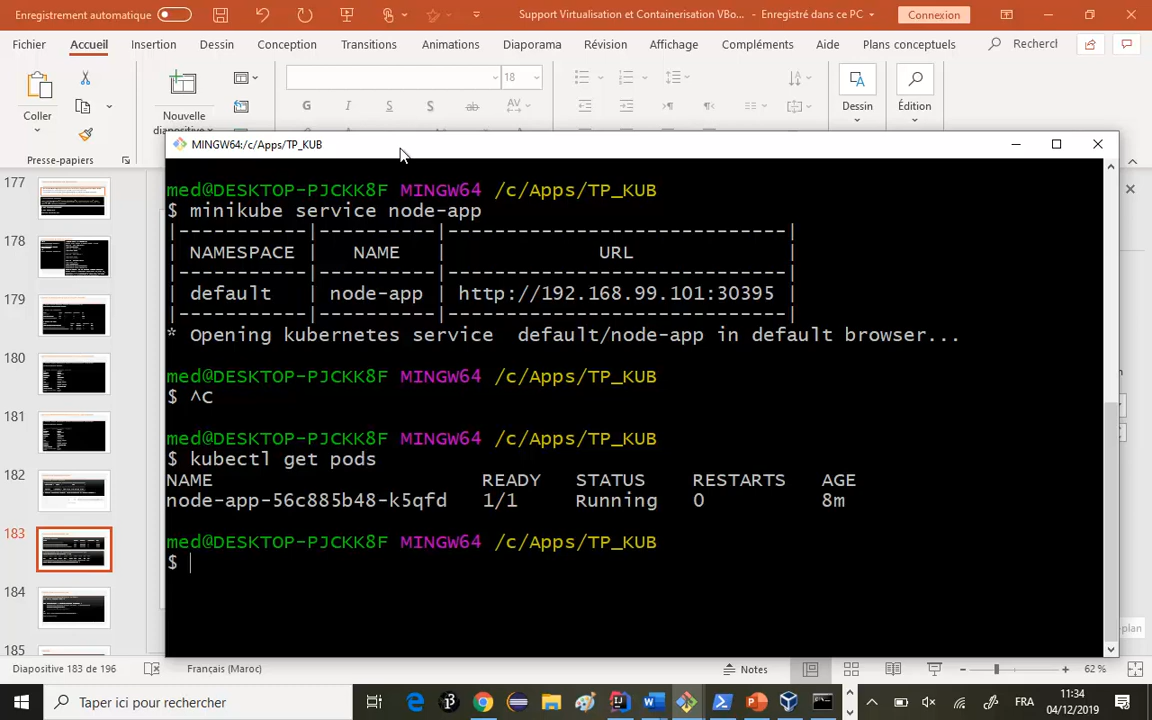 Enregistrement automatique
Support Virtualisation et Containerisation VBo... - Enregistré dans ce PC
Connexion
Fichier Accueil Insertion Dessin Conception Transitions Animations Diaporama Révision Affichage Compléments Aide Plans conceptuels Rechercl
18
Coller
Nouvelle
diapositive
G I S S ab AV
Dessin
Édition
Presse-papiers
MINGW64:/c/Apps/TP_KUB
med@DESKTOP-PJCKK8F MINGW64 /c/Apps/TP_KUB
$ minikube service node-app
|-----------|----------|-----------------------------|
| NAMESPACE | NAME | URL |
|-----------|----------|-----------------------------|
| default | node-app | http://192.168.99.101:30395 |
|-----------|----------|-----------------------------|
* Opening kubernetes service default/node-app in default browser...
med@DESKTOP-PJCKK8F MINGW64 /c/Apps/TP_KUB
$ ^C
med@DESKTOP-PJCKK8F MINGW64 /c/Apps/TP_KUB
$ kubectl get pods
NAME READY STATUS RESTARTS AGE
node-app-56c885b48-k5qfd 1/1 Running 0 8m
med@DESKTOP-PJCKK8F MINGW64 /c/Apps/TP_KUB
$
177
178
179
180
181
182
183
184
185
Diapositive 183 de 196
Français (Maroc)
Notes
62 %
Taper ici pour rechercher
FRA
11:34
04/12/2019